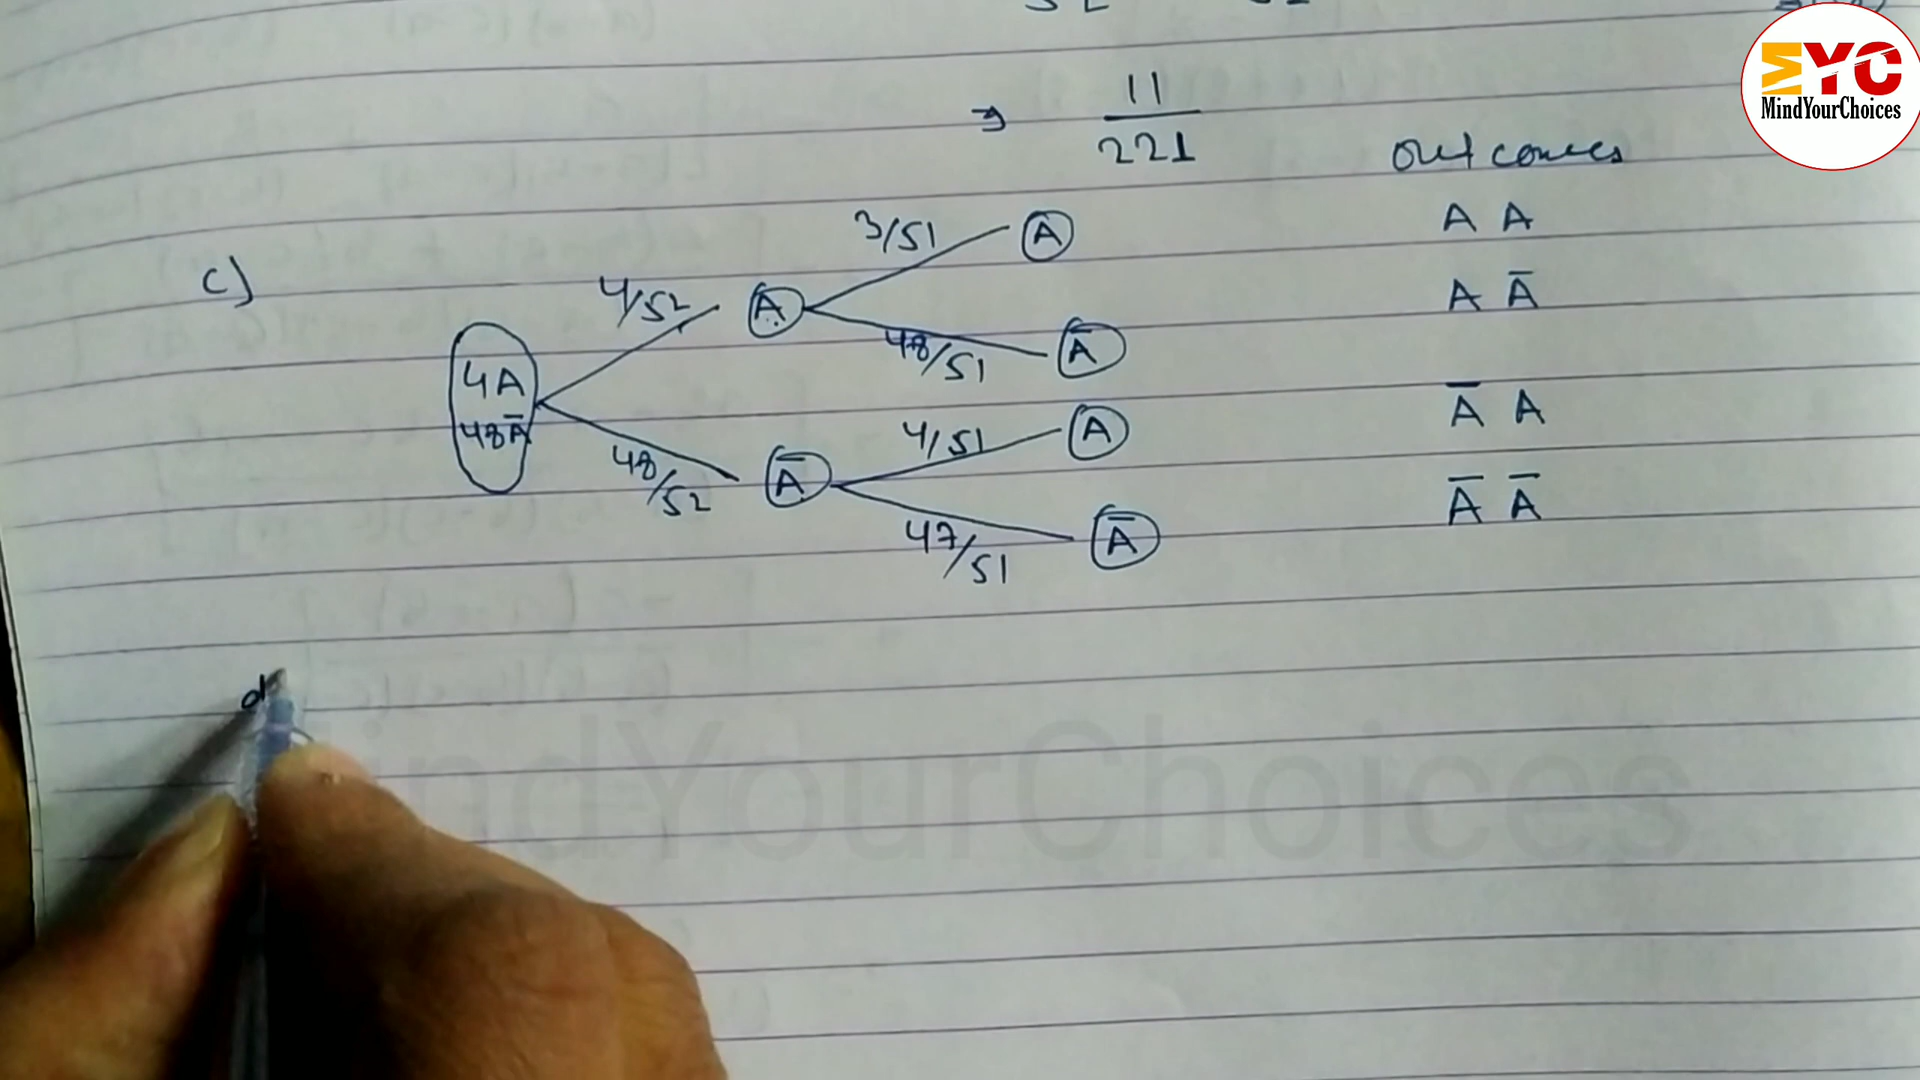 MYC
MindYourChoices
⇒ 11/221
outcomes
A A
3/51 A
c) 4/52 A
A Ā
48/51 Ā
4A
48Ā
Ā A
4/51 A
48/52 Ā
Ā Ā
47/51 Ā
d
MindYourChoices